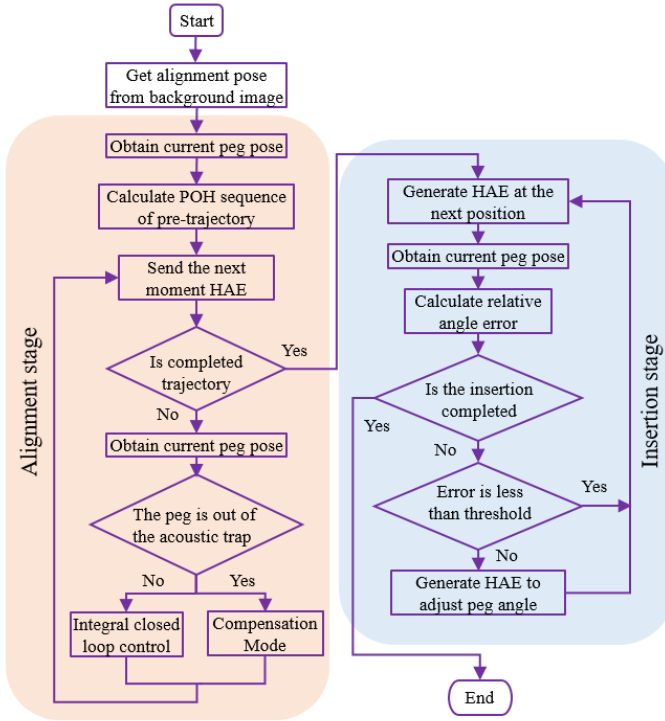 Start
Get alignment pose
from background image
Alignment stage
Obtain current peg pose
Calculate POH sequence
of pre-trajectory
Send the next
moment HAE
Is completed
trajectory
Yes
No
Obtain current peg pose
The peg is out of
the acoustic trap
No
Yes
Integral closed
loop control
Compensation
Mode
Insertion stage
Generate HAE at the
next position
Obtain current peg pose
Calculate relative
angle error
Is the insertion
completed
Yes
No
Error is less
than threshold
Yes
No
Generate HAE to
adjust peg angle
End